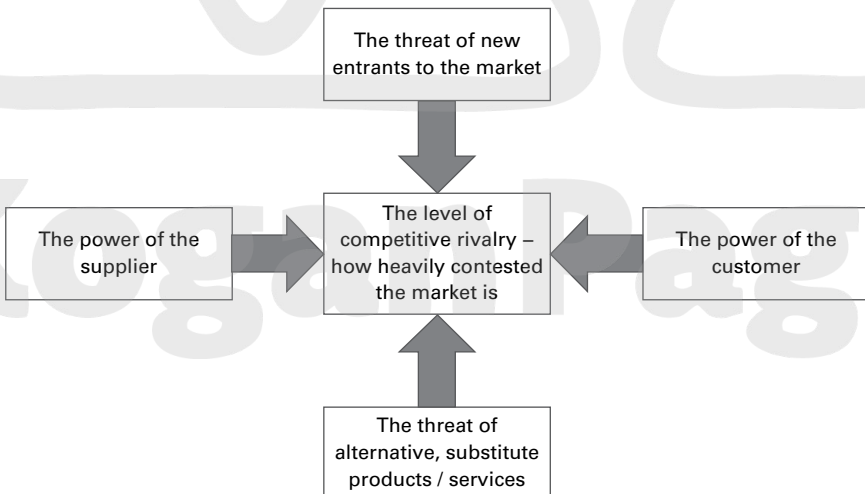 The threat of new
entrants to the market
The power of the
supplier
The level of
competitive rivalry –
how heavily contested
the market is
The power of the
customer
The threat of
alternative, substitute
products / services
KoganPag